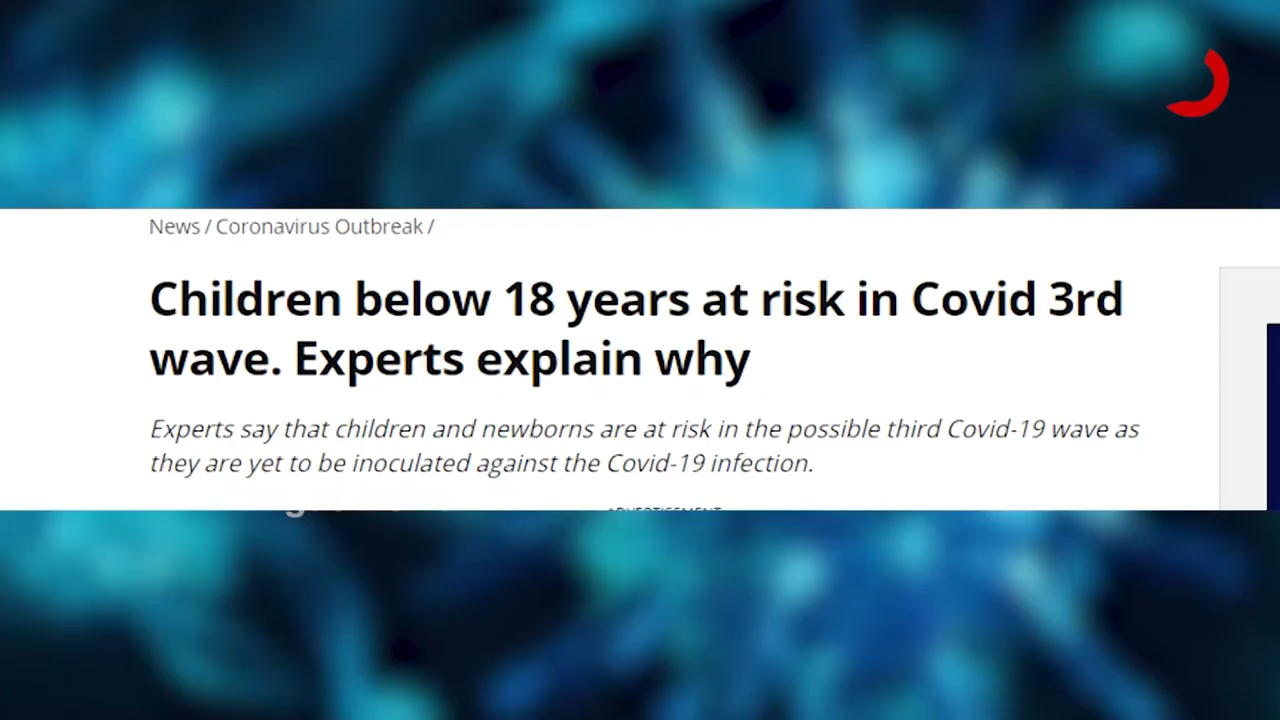 News / Coronavirus Outbreak /
Children below 18 years at risk in Covid 3rd
wave. Experts explain why
Experts say that children and newborns are at risk in the possible third Covid-19 wave as
they are yet to be inoculated against the Covid-19 infection.